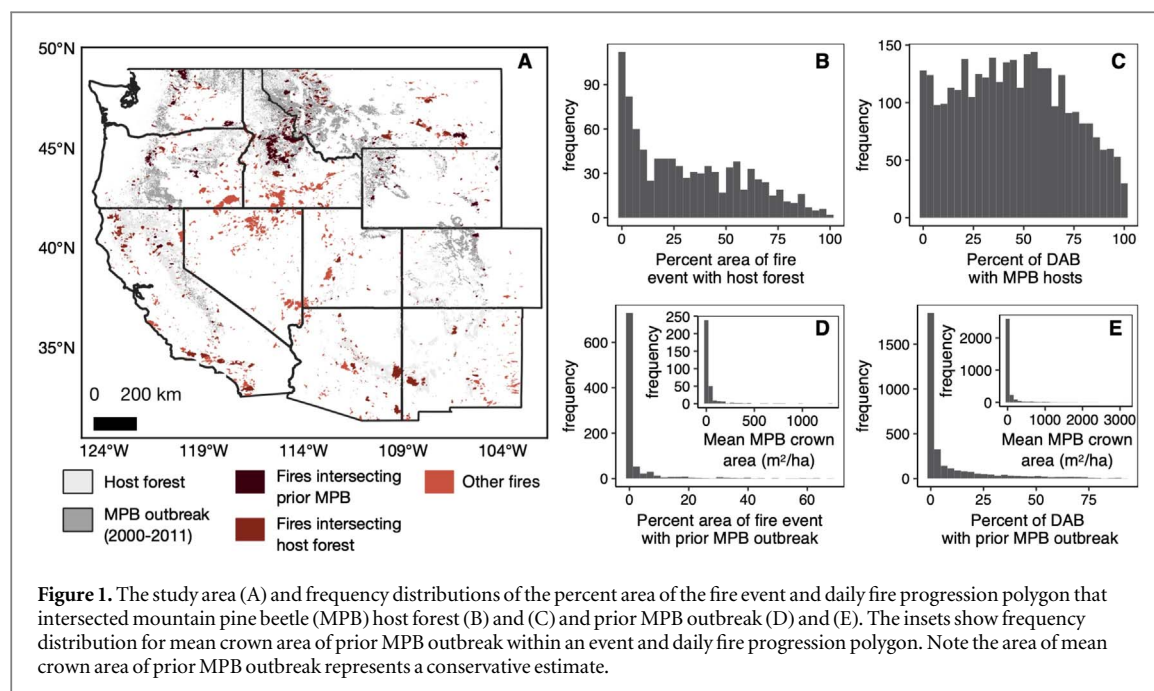 50°N
45°N
40°N
35°N
A
0 200 km
124°W 119°W 114°W 109°W 104°W
Host forest
MPB outbreak
(2000-2011)
Fires intersecting
prior MPB
Fires intersecting
host forest
Other fires
B
frequency
90
60
30
0
0 25 50 75 100
Percent area of fire
event with host forest
C
frequency
150
100
50
0
0 25 50 75 100
Percent of DAB
with MPB hosts
D
frequency
600
400
200
0
0 20 40 60
Percent area of fire event
with prior MPB outbreak
frequency
250
200
150
100
50
0
0 500 1000
Mean MPB crown
area (m²/ha)
E
frequency
1500
1000
500
0
0 25 50 75
Percent of DAB
with prior MPB outbreak
frequency
2000
1000
0
0 1000 2000 3000
Mean MPB crown
area (m²/ha)
Figure 1. The study area (A) and frequency distributions of the percent area of the fire event and daily fire progression polygon that
intersected mountain pine beetle (MPB) host forest (B) and (C) and prior MPB outbreak (D) and (E). The insets show frequency
distribution for mean crown area of prior MPB outbreak within an event and daily fire progression polygon. Note the area of mean
crown area of prior MPB outbreak represents a conservative estimate.